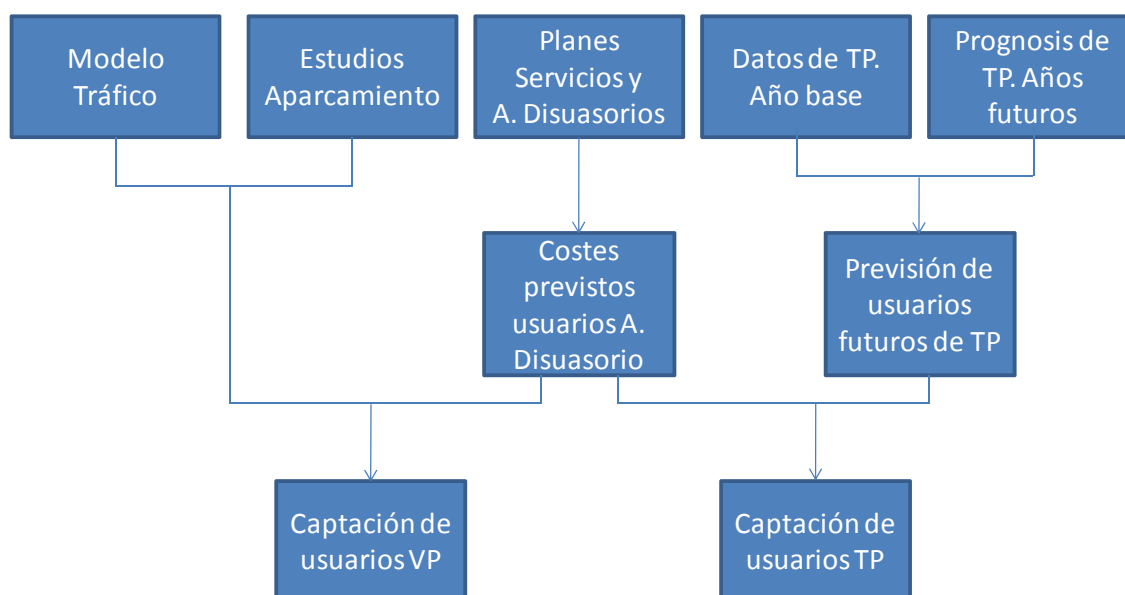 Modelo
Tráfico
Estudios
Aparcamiento
Planes
Servicios y
A. Disuasorios
Datos de TP.
Año base
Prognosis de
TP. Años
futuros
Costes
previstos
usuarios A.
Disuasorio
Previsión de
usuarios
futuros de TP
Captación de
usuarios VP
Captación de
usuarios TP